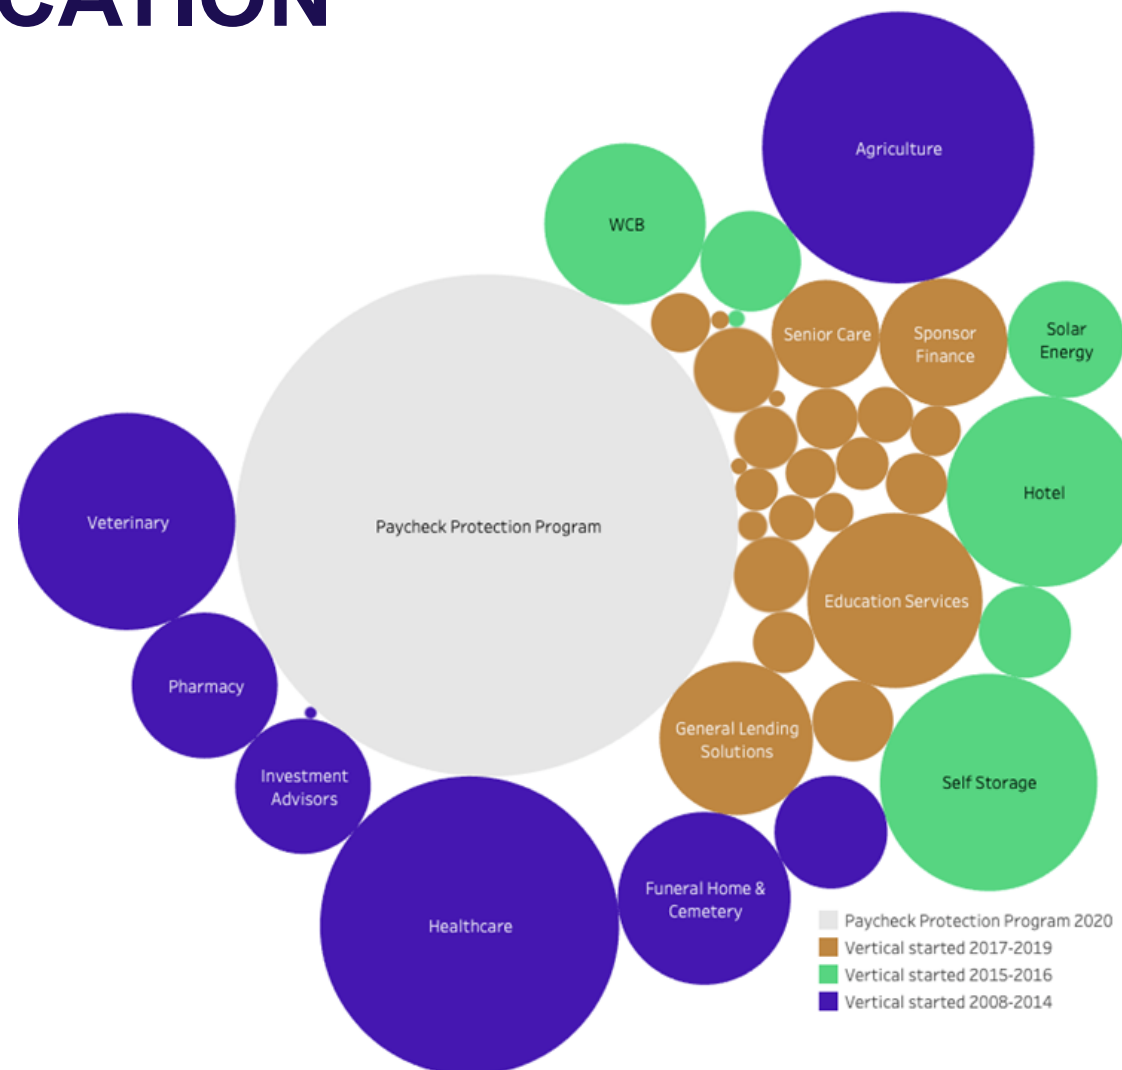 CATION
Agriculture
WCB
Senior Care
Sponsor
Finance
Solar
Energy
Hotel
Veterinary
Paycheck Protection Program
Education Services
Pharmacy
General Lending
Solutions
Investment
Advisors
Self Storage
Healthcare
Funeral Home &
Cemetery
Paycheck Protection Program 2020
Vertical started 2017-2019
Vertical started 2015-2016
Vertical started 2008-2014